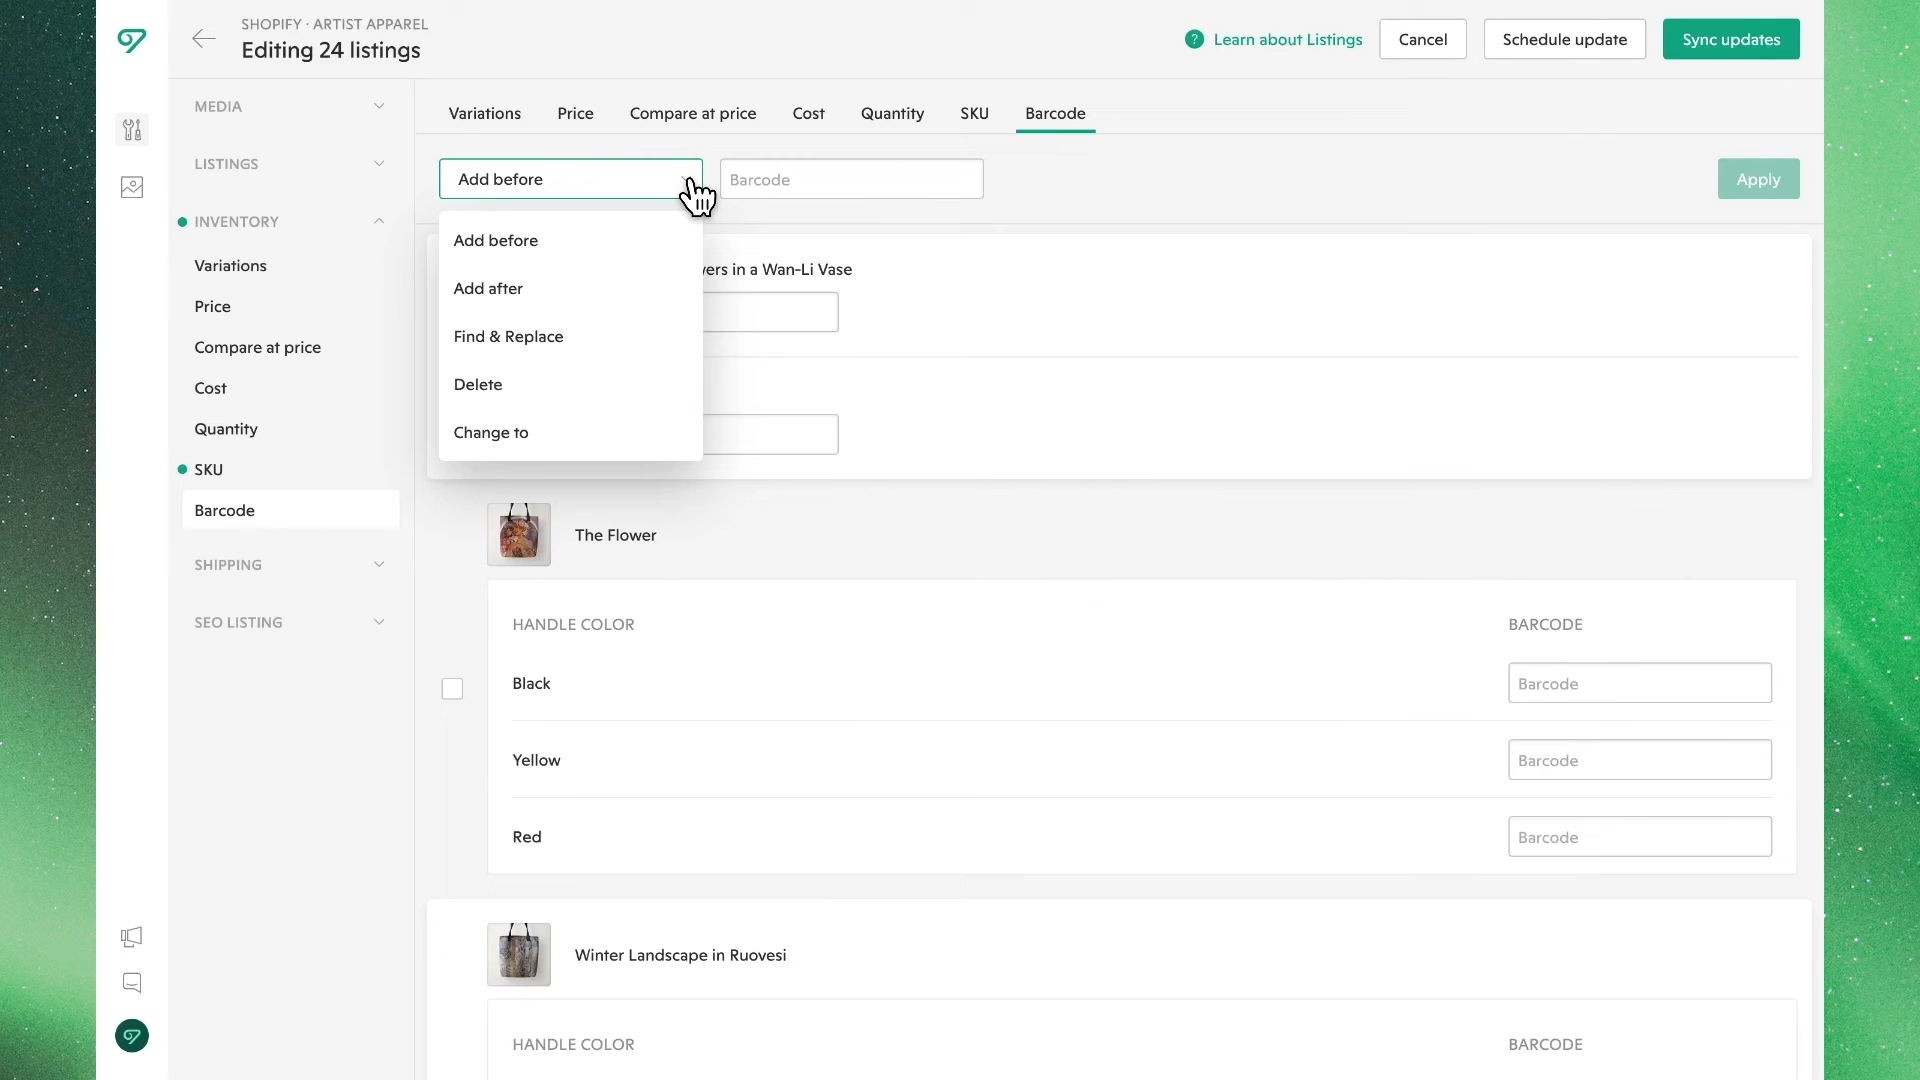 SHOPIFY · ARTIST APPAREL
Editing 24 listings
? Learn about Listings
Cancel
Schedule update
Sync updates
MEDIA
LISTINGS
INVENTORY
Variations
Price
Compare at price
Cost
Quantity
SKU
Barcode
SHIPPING
SEO LISTING
Variations
Price
Compare at price
Cost
Quantity
SKU
Barcode
Add before
Barcode
Apply
Add before
Add after
Find & Replace
Delete
Change to
in a Wan-Li Vase
The Flower
HANDLE COLOR
BARCODE
Black
Barcode
Yellow
Barcode
Red
Barcode
Winter Landscape in Ruovesi
HANDLE COLOR
BARCODE